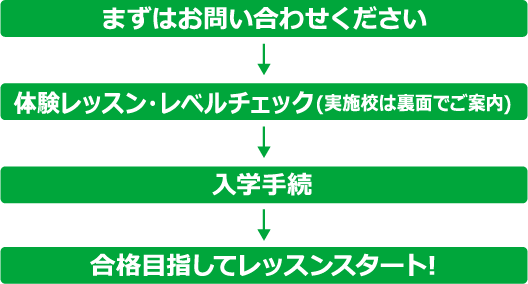 まずはお問い合わせください
体験レッスン・レベルチェック(実施校は裏面でご案内)
入学手続
合格目指してレッスンスタート!